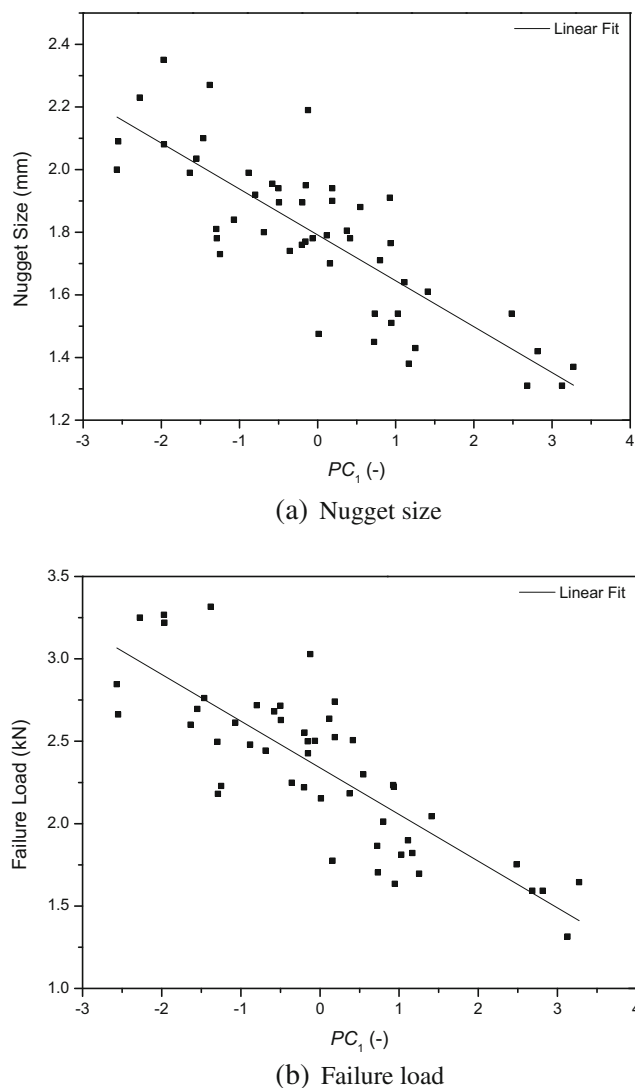 Linear Fit
2.4
2.2
2.0
1.8
1.6
1.4
1.2
Nugget Size (mm)
-3 -2 -1 0 1 2 3 4
PC₁ (-)
(a) Nugget size
Linear Fit
3.5
3.0
2.5
2.0
1.5
1.0
Failure Load (kN)
-3 -2 -1 0 1 2 3 4
PC₁ (-)
(b) Failure load